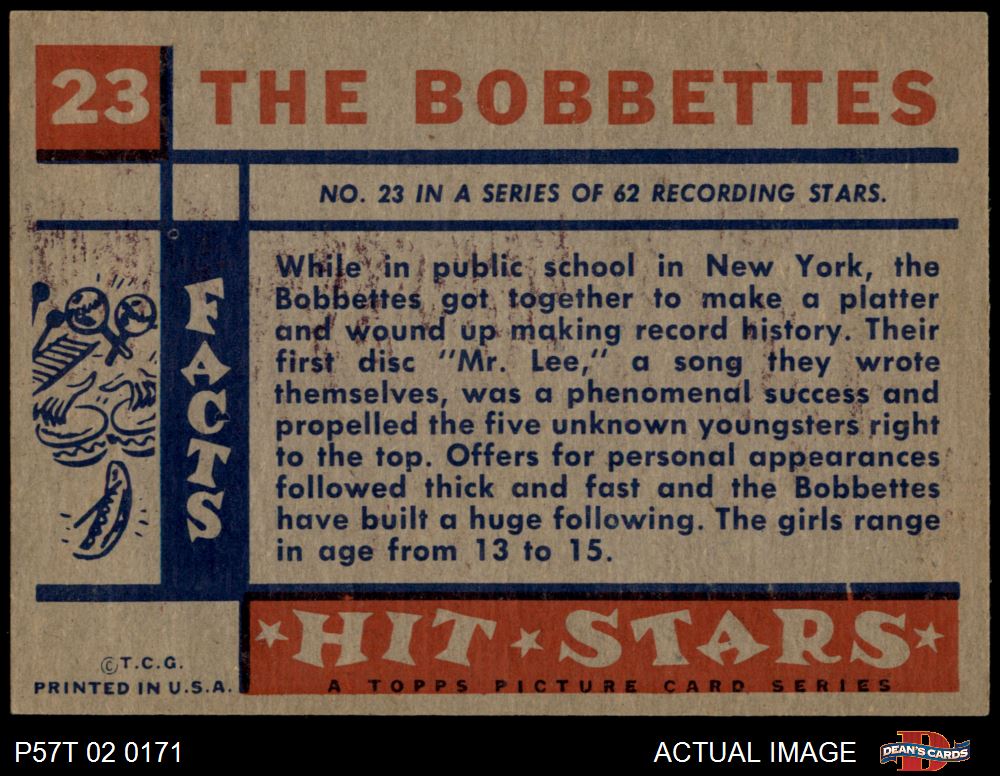 23 THE BOBBETTES
NO. 23 IN A SERIES OF 62 RECORDING STARS.
FACTS
While in public school in New York, the
Bobbettes got together to make a platter
and wound up making record history. Their
first disc "Mr. Lee," a song they wrote
themselves, was a phenomenal success and
propelled the five unknown youngsters right
to the top. Offers for personal appearances
followed thick and fast and the Bobbettes
have built a huge following. The girls range
in age from 13 to 15.
HIT STARS
A TOPPS PICTURE CARD SERIES
©T.C.G.
PRINTED IN U.S.A.
P57T 02 0171
ACTUAL IMAGE
D
DEAN'S CARDS